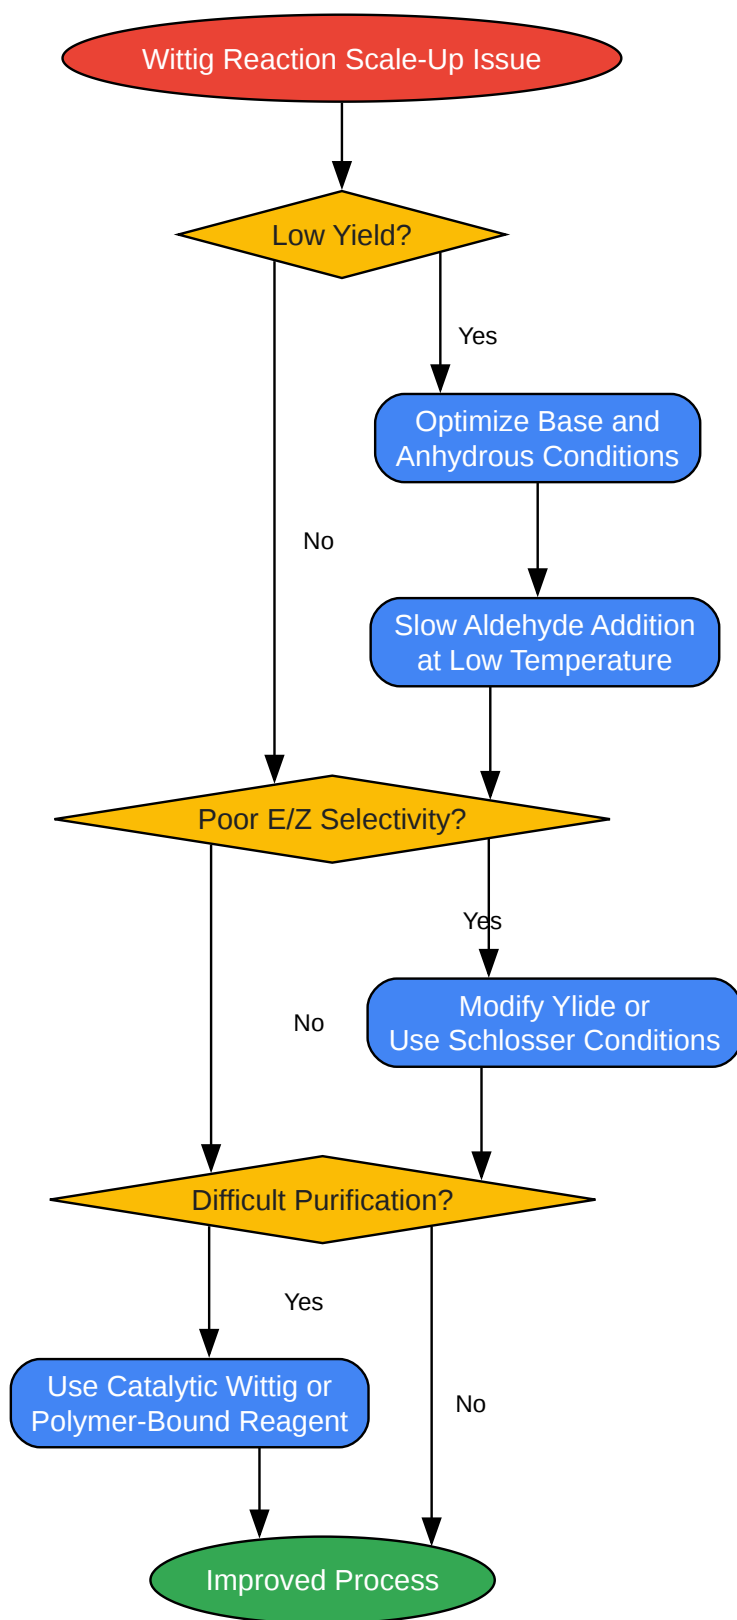 Wittig Reaction Scale-Up Issue
Low Yield?
Yes
Optimize Base and
Anhydrous Conditions
No
Slow Aldehyde Addition
at Low Temperature
Poor E/Z Selectivity?
Yes
Modify Ylide or
Use Schlosser Conditions
No
Difficult Purification?
Yes
Use Catalytic Wittig or
Polymer-Bound Reagent
No
Improved Process